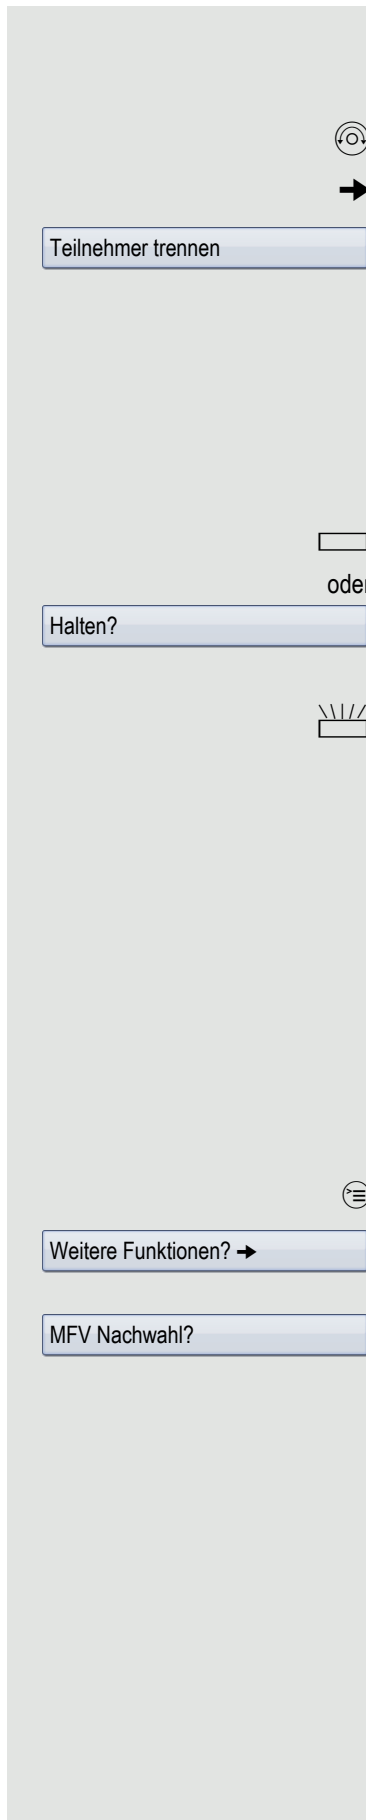 Teilnehmer trennen
oder
Halten?
Weitere Funktionen? →
MFV Nachwahl?